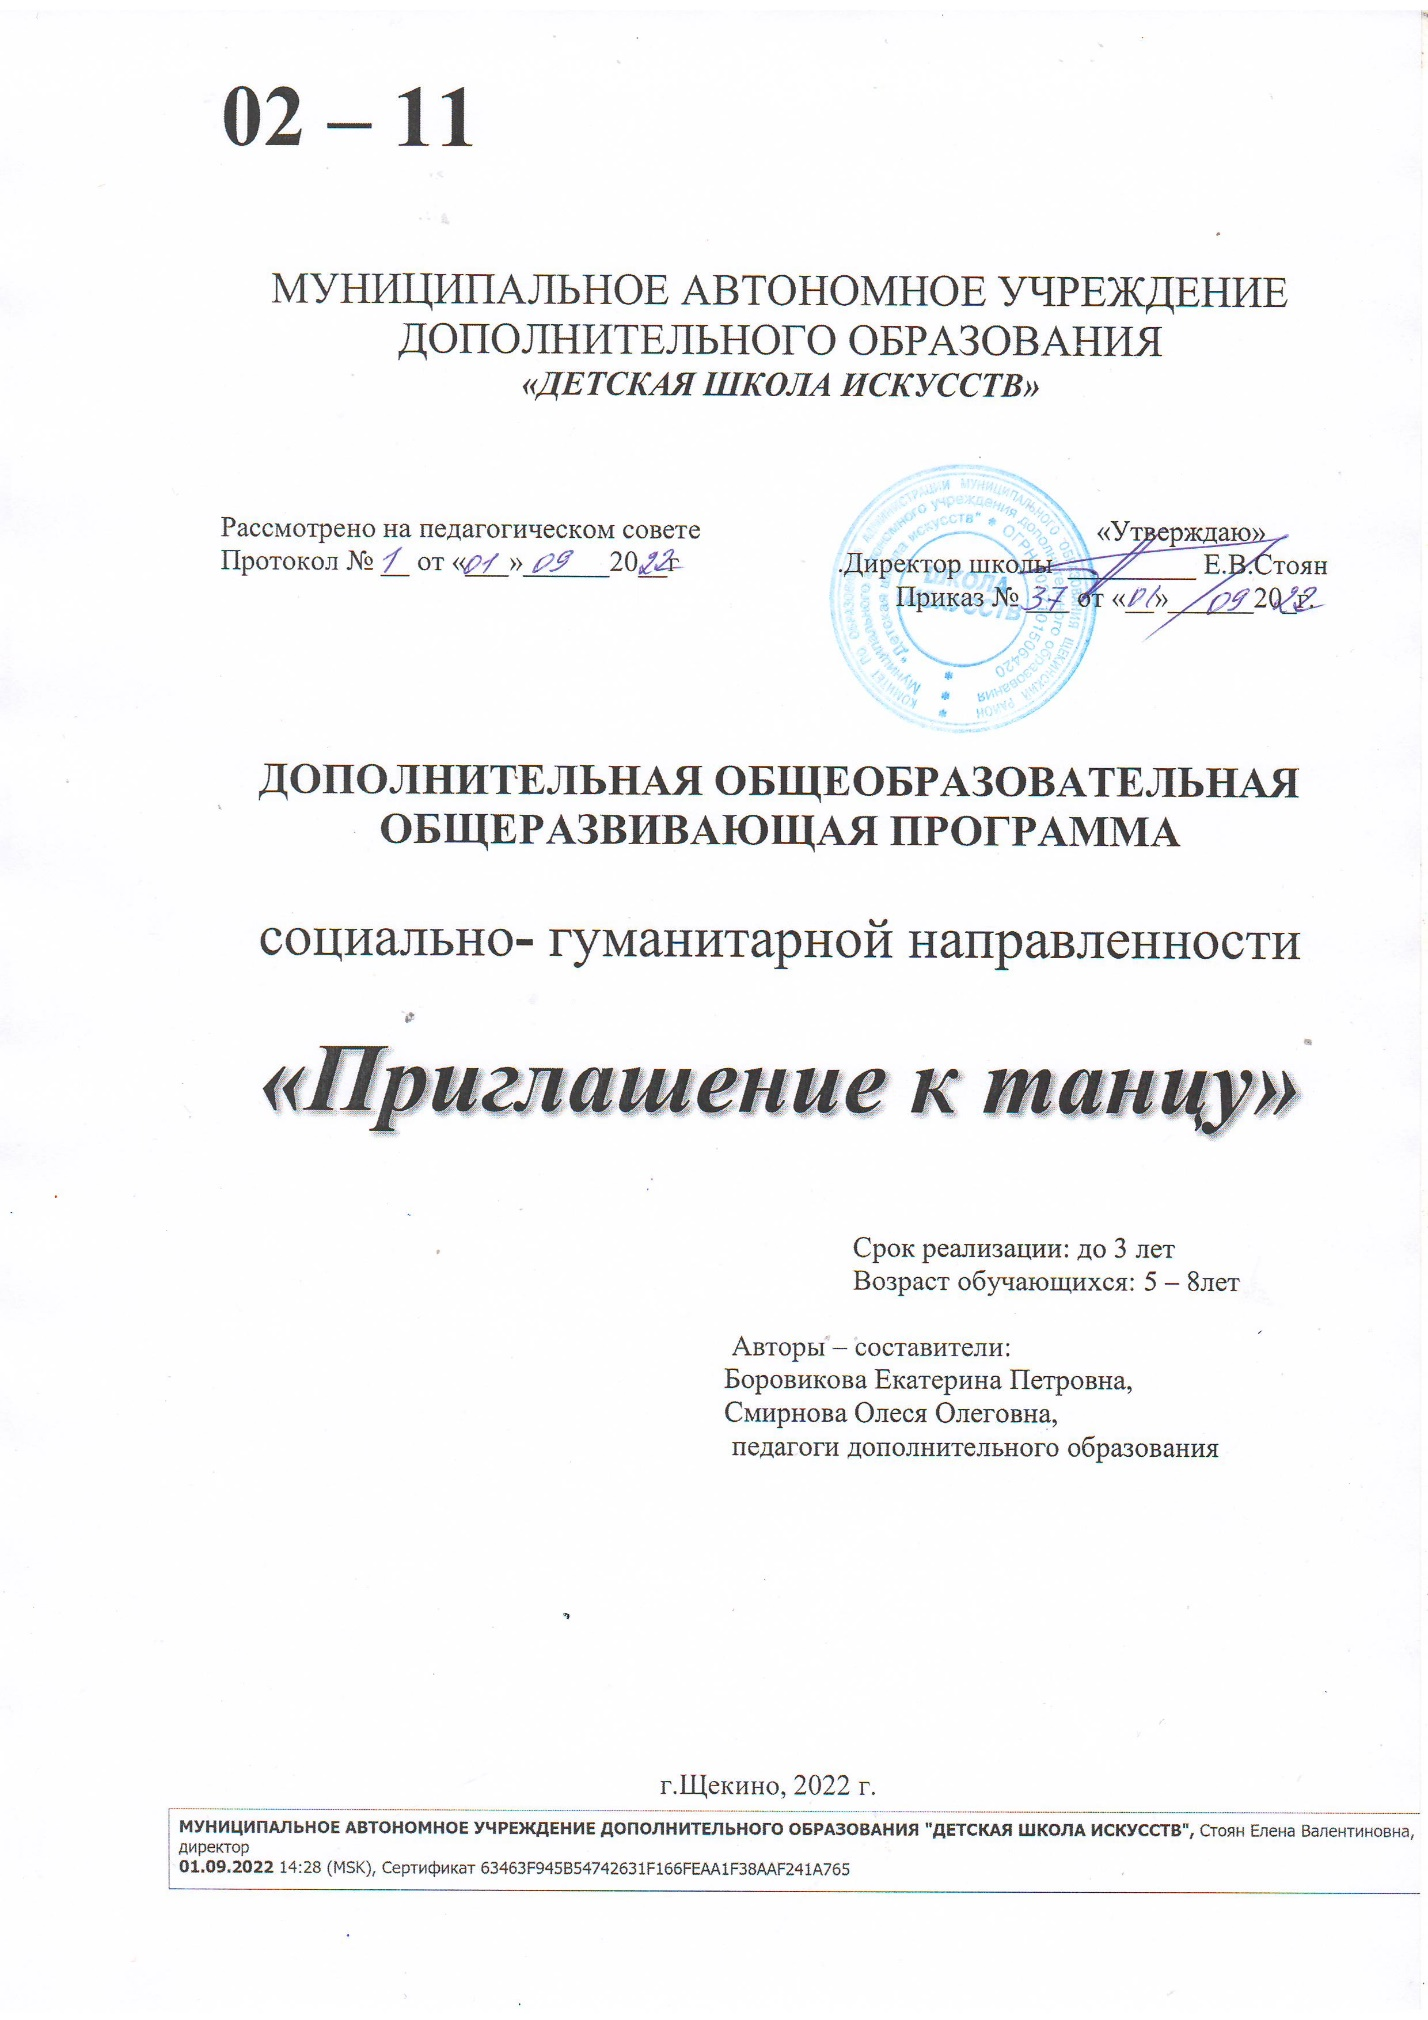 02 – 11
МУНИЦИПАЛЬНОЕ АВТОНОМНОЕ УЧРЕЖДЕНИЕ
ДОПОЛНИТЕЛЬНОГО ОБРАЗОВАНИЯ
«ДЕТСКАЯ ШКОЛА ИСКУССТВ»
Рассмотрено на педагогическом совете
Протокол № 1 от «01» 09 2022г
«Утверждаю»
.Директор школы __________ Е.В.Стоян
Приказ № 37 от «01» 09 2022 г.
ШКОЛА
ИСКУССТВ
ДОПОЛНИТЕЛЬНАЯ ОБЩЕОБРАЗОВАТЕЛЬНАЯ
ОБЩЕРАЗВИВАЮЩАЯ ПРОГРАММА
социально- гуманитарной направленности
«Приглашение к танцу»
Срок реализации: до 3 лет
Возраст обучающихся: 5 – 8лет
Авторы – составители:
Боровикова Екатерина Петровна,
Смирнова Олеся Олеговна,
педагоги дополнительного образования
г.Щекино, 2022 г.
МУНИЦИПАЛЬНОЕ АВТОНОМНОЕ УЧРЕЖДЕНИЕ ДОПОЛНИТЕЛЬНОГО ОБРАЗОВАНИЯ "ДЕТСКАЯ ШКОЛА ИСКУССТВ", Стоян Елена Валентиновна,
директор
01.09.2022 14:28 (MSK), Сертификат 63463F945B54742631F166FEAA1F38AAF241A765